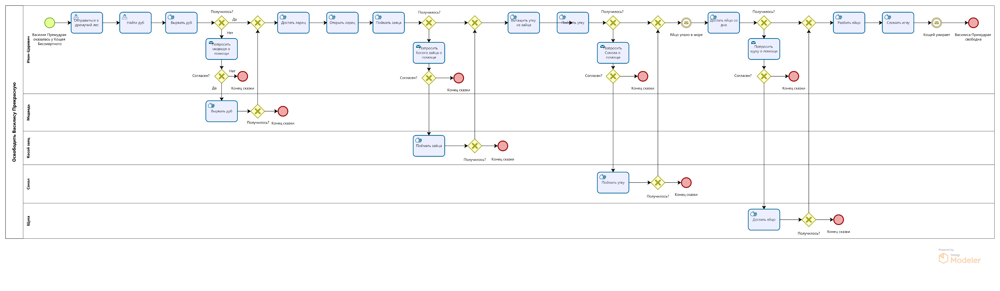 Освободить Василису Прекрасную
Иван-Царевич
Василия Премудрая
оказалась у Кощея
Бессмертного
Отправиться в
дремучий лес
Найти дуб
Вырвать дуб
Получилось?
Да
Нет
Попросить
медведя о
помощи
Согласен?
Нет
Да
Конец сказки
Достать ларец
Открыть ларец
Поймать заяца
Получилось?
Попросить
Косого зайца о
помощи
Согласен?
Конец сказки
Вытащить утку
из зайца
Поймать утку
Получилось?
Попросить
Сокола о
помощи
Согласен?
Конец сказки
Яйцо упало в море
Достать яйцо со
дна
Получилось?
Попросить
щуку о помощи
Согласен?
Конец сказки
Разбить яйцо
Сломать иглу
Кощей умирает
Василиса Примудрая
свободна
Медведь
Вырвать дуб
Получилось?
Конец сказки
Косой заяц
Поймать зайца
Получилось?
Конец сказке
Сокол
Поймать утку
Получилось?
Конец сказки
Щука
Достать яйцо
Получилось?
Конец сказки
Powered by
bizagi
Modeler